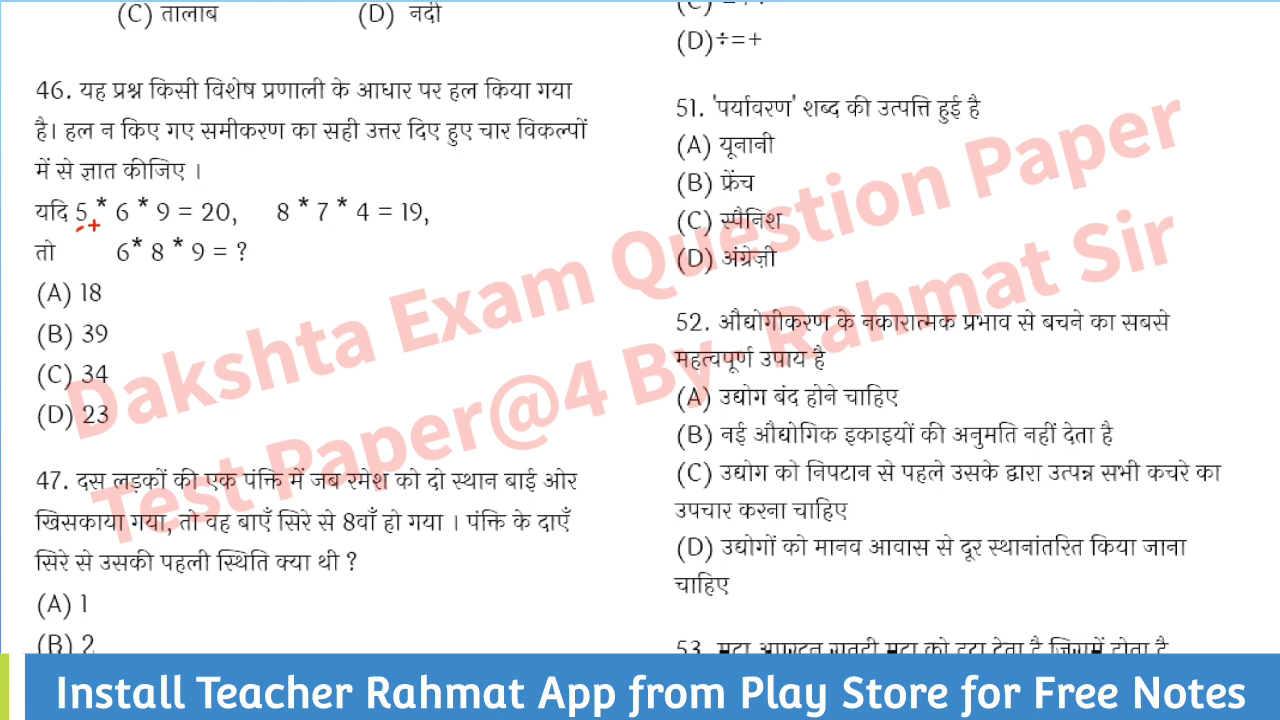 (C) तालाब (D) नदी
46. यह प्रश्न किसी विशेष प्रणाली के आधार पर हल किया गया
है। हल न किए गए समीकरण का सही उत्तर दिए हुए चार विकल्पों
में से ज्ञात कीजिए ।
यदि 5 * 6 * 9 = 20, 8 * 7 * 4 = 19,
+
तो 6* 8 * 9 = ?
(A) 18
(B) 39
(C) 34
(D) 23
47. दस लड़कों की एक पंक्ति में जब रमेश को दो स्थान बाई ओर
खिसकाया गया, तो वह बाएँ सिरे से 8वाँ हो गया । पंक्ति के दाएँ
सिरे से उसकी पहली स्थिति क्या थी ?
(A) 1
(B) 2
(D)÷=+
51. 'पर्यावरण' शब्द की उत्पत्ति हुई है
(A) यूनानी
(B) फ्रेंच
(C) स्पैनिश
(D) अंग्रेज़ी
52. औद्योगीकरण के नकारात्मक प्रभाव से बचने का सबसे
महत्वपूर्ण उपाय है
(A) उद्योग बंद होने चाहिए
(B) नई औद्योगिक इकाइयों की अनुमति नहीं देता है
(C) उद्योग को निपटान से पहले उसके द्वारा उत्पन्न सभी कचरे का
उपचार करना चाहिए
(D) उद्योगों को मानव आवास से दूर स्थानांतरित किया जाना
चाहिए
53.
Dakshta Exam Question Paper
Test Paper@4 By- Rahmat Sir
Install Teacher Rahmat App from Play Store for Free Notes